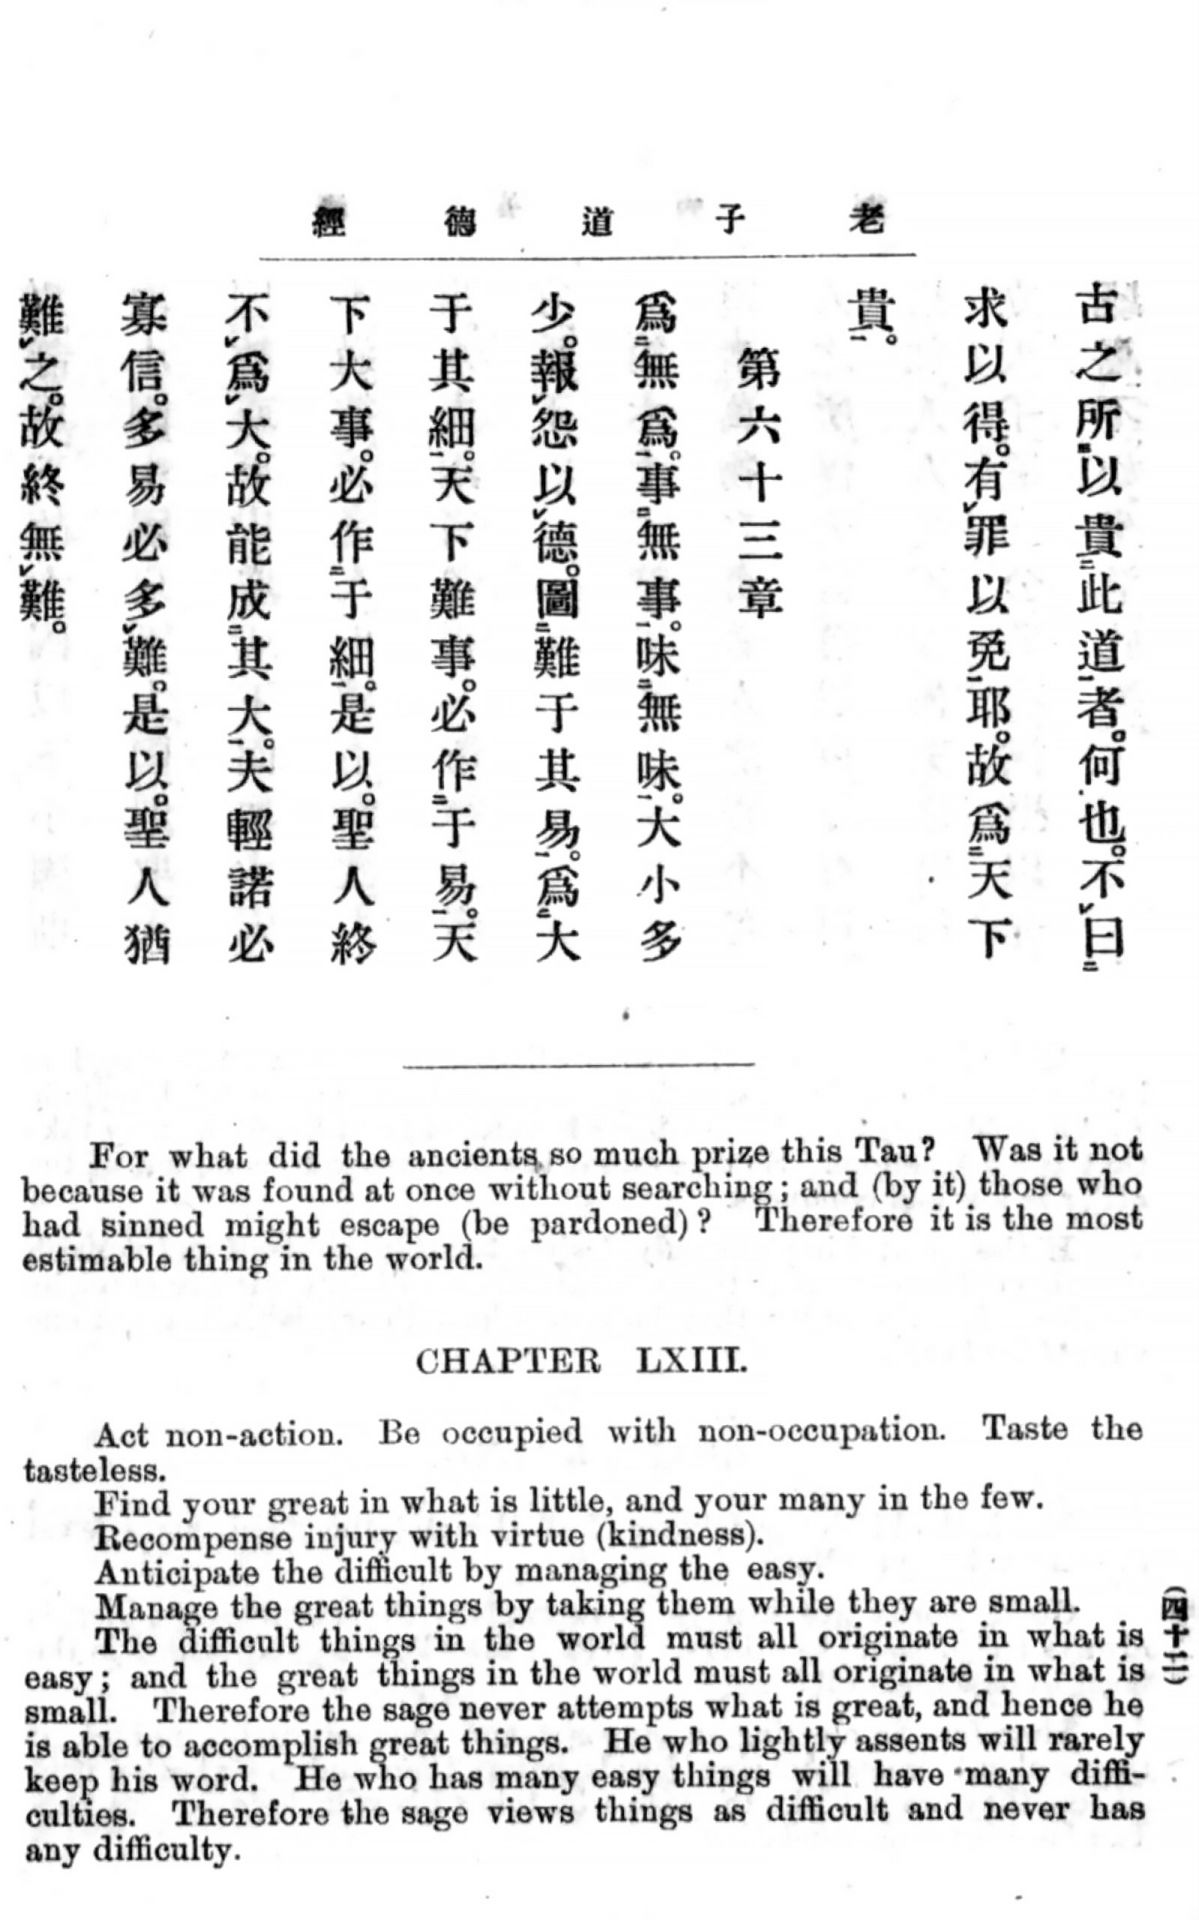 老子道德經
古之所以貴此道者。何也。不曰
求以得。有罪以免耶。故爲天下
貴。
第六十三章
爲無爲。事無事。味無味。大小多
少。報怨以德。圖難于其易。爲大
于其細。天下難事。必作于易。天
下大事。必作于細。是以。聖人終
不爲大。故能成其大。夫輕諾必
寡信。多易必多難。是以。聖人猶
難之。故終無難。
For what did the ancients so much prize this Tau? Was it not
because it was found at once without searching; and (by it) those who
had sinned might escape (be pardoned)? Therefore it is the most
estimable thing in the world.
CHAPTER LXIII.
Act non-action. Be occupied with non-occupation. Taste the
tasteless.
Find your great in what is little, and your many in the few.
Recompense injury with virtue (kindness).
Anticipate the difficult by managing the easy.
Manage the great things by taking them while they are small.
The difficult things in the world must all originate in what is
easy; and the great things in the world must all originate in what is
small. Therefore the sage never attempts what is great, and hence he
is able to accomplish great things. He who lightly assents will rarely
keep his word. He who has many easy things will have many diffi-
culties. Therefore the sage views things as difficult and never has
any difficulty.
(四十二)